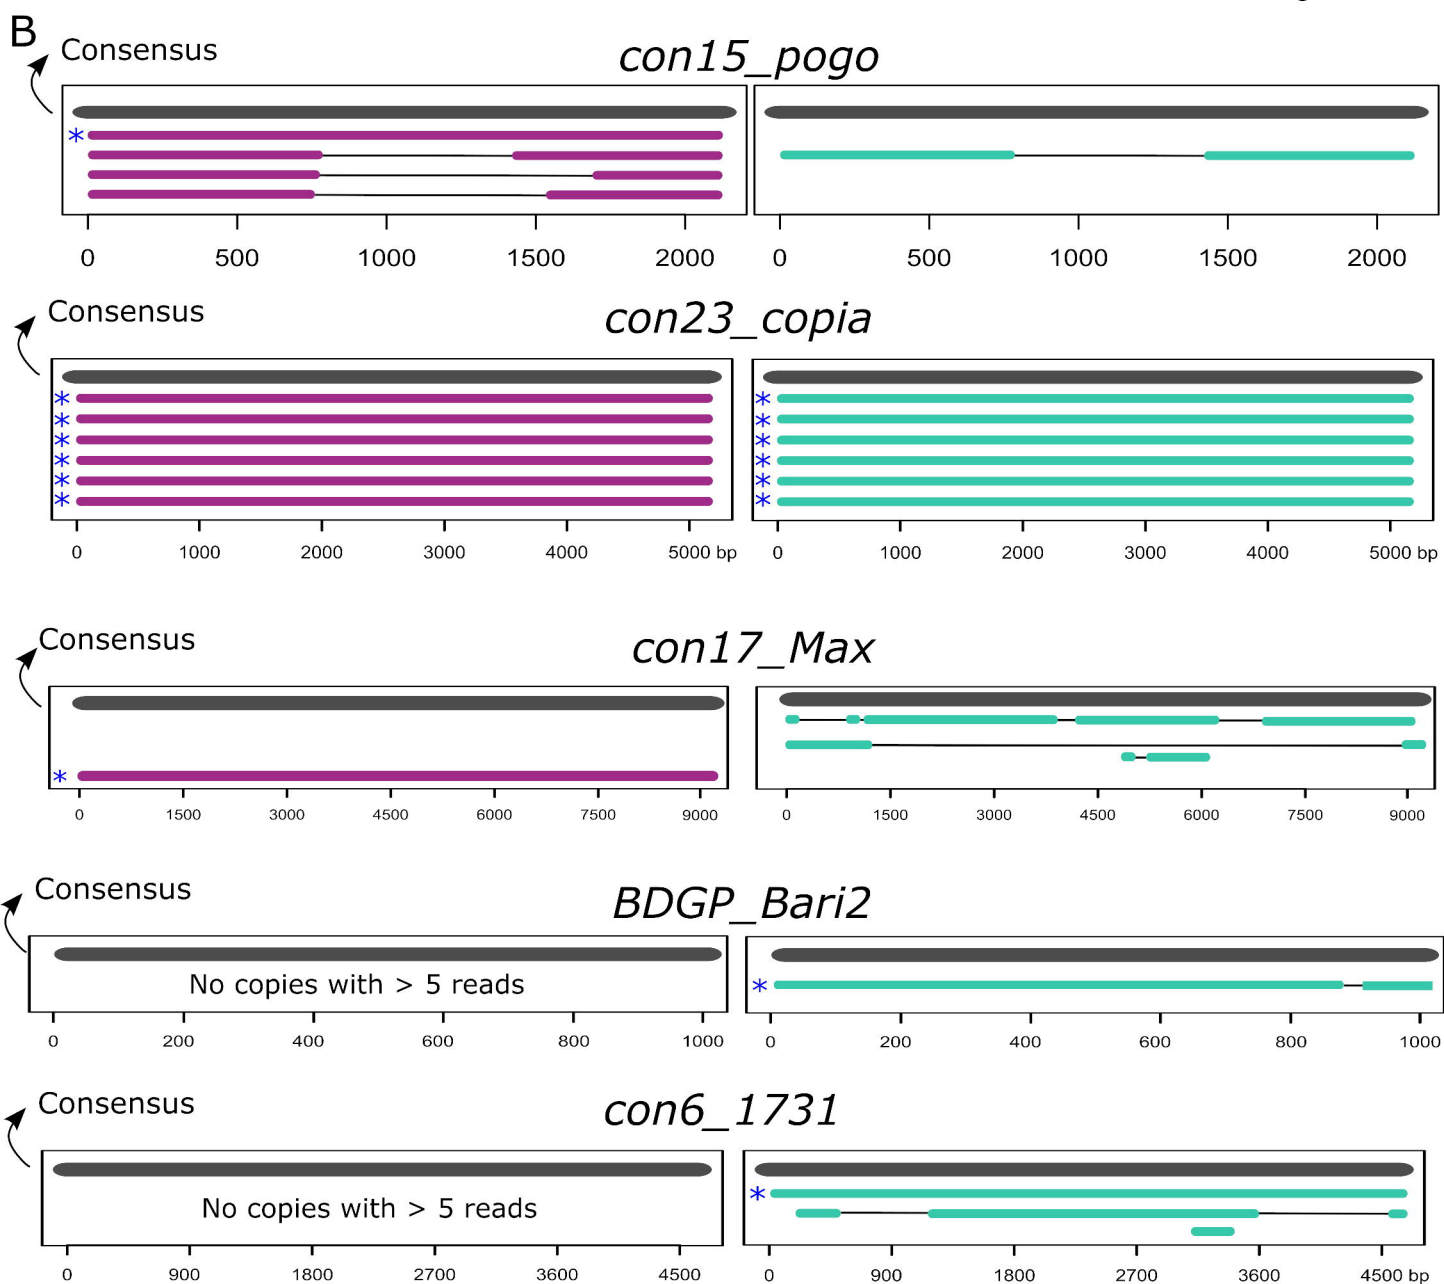 B
Consensus
con15_pogo
*
0 500 1000 1500 2000
0 500 1000 1500 2000
Consensus
con23_copia
* *
* *
* *
* *
* *
* *
0 1000 2000 3000 4000 5000 bp
0 1000 2000 3000 4000 5000 bp
Consensus
con17_Max
*
0 1500 3000 4500 6000 7500 9000
0 1500 3000 4500 6000 7500 9000
Consensus
BDGP_Bari2
No copies with > 5 reads
*
0 200 400 600 800 1000
0 200 400 600 800 1000
Consensus
con6_1731
No copies with > 5 reads
*
0 900 1800 2700 3600 4500
0 900 1800 2700 3600 4500 bp